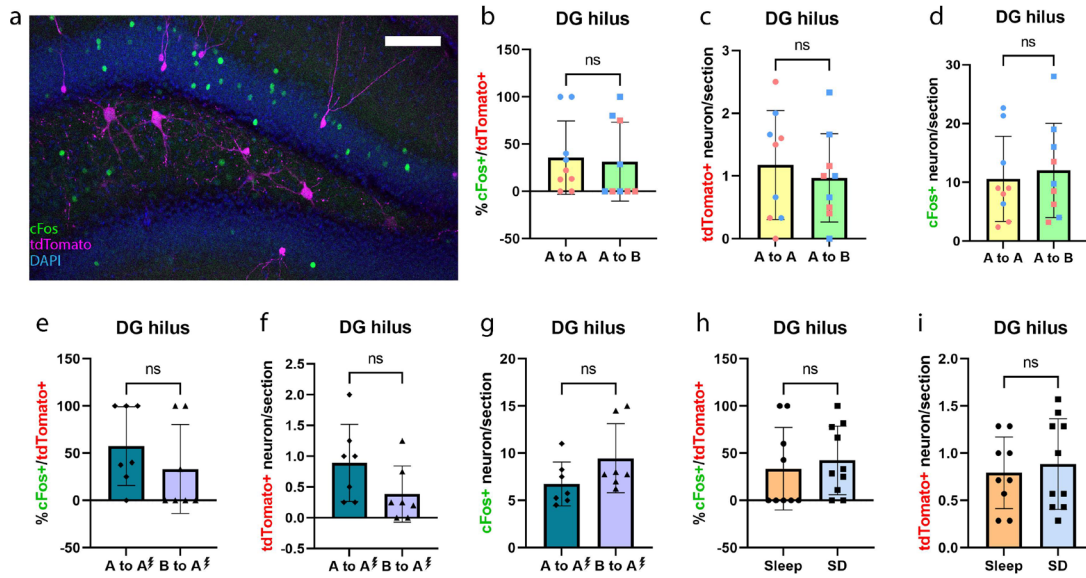 a
cFos
tdTomato
DAPI
b
DG hilus
ns
%cFos+/tdTomato+
150
100
50
0
-50
A to A
A to B
c
DG hilus
ns
tdTomato+ neuron/section
3
2
1
0
A to A
A to B
d
DG hilus
ns
cFos+ neuron/section
30
20
10
0
A to A
A to B
e
DG hilus
ns
%cFos+/tdTomato+
150
100
50
0
-50
A to A
B to A
f
DG hilus
ns
tdTomato+ neuron/section
2.5
2.0
1.5
1.0
0.5
0.0
-0.5
A to A
B to A
g
DG hilus
ns
cFos+ neuron/section
20
15
10
5
0
A to A
B to A
h
DG hilus
ns
%cFos+/tdTomato+
150
100
50
0
-50
Sleep
SD
i
DG hilus
ns
tdTomato+ neuron/section
2.0
1.5
1.0
0.5
0.0
Sleep
SD